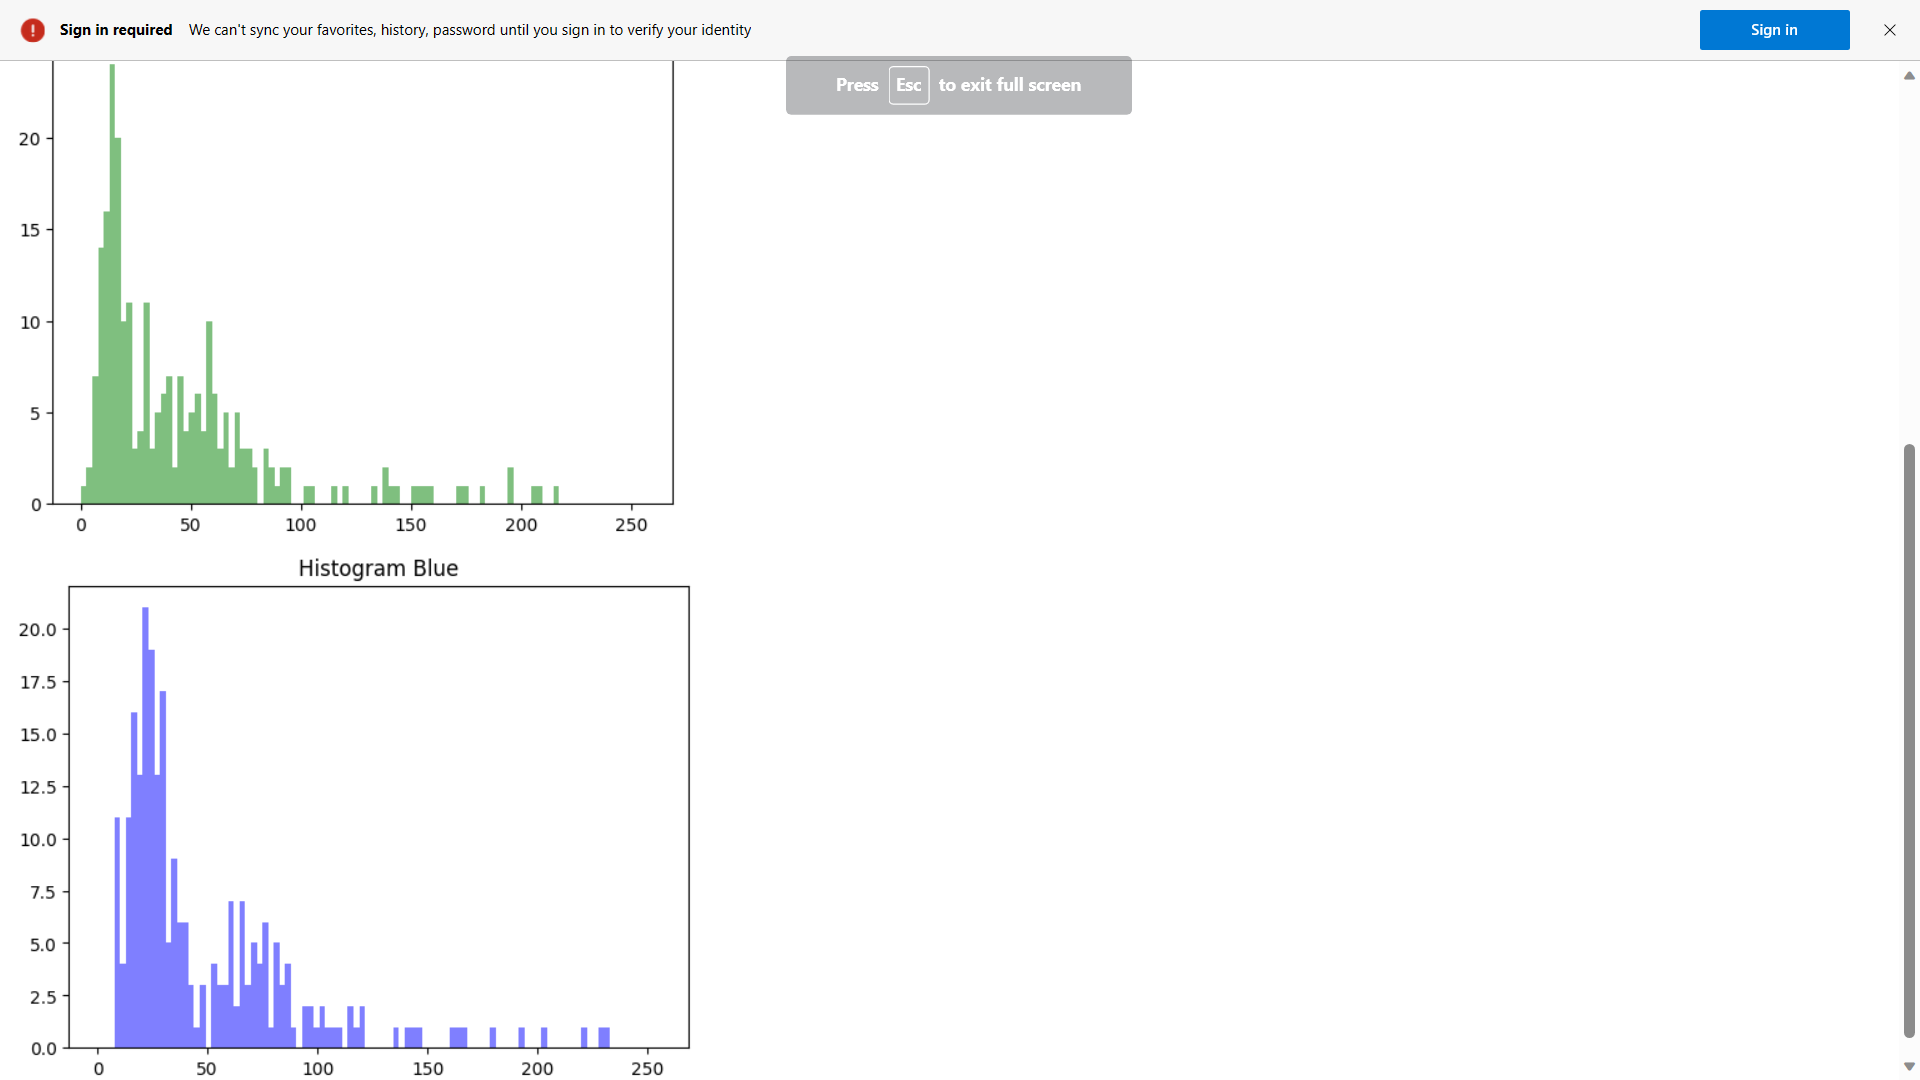 Sign in required We can't sync your favorites, history, password until you sign in to verify your identity Sign in
Press Esc to exit full screen
20
15
10
5
0
0 50 100 150 200 250
Histogram Blue
20.0
17.5
15.0
12.5
10.0
7.5
5.0
2.5
0.0
0 50 100 150 200 250